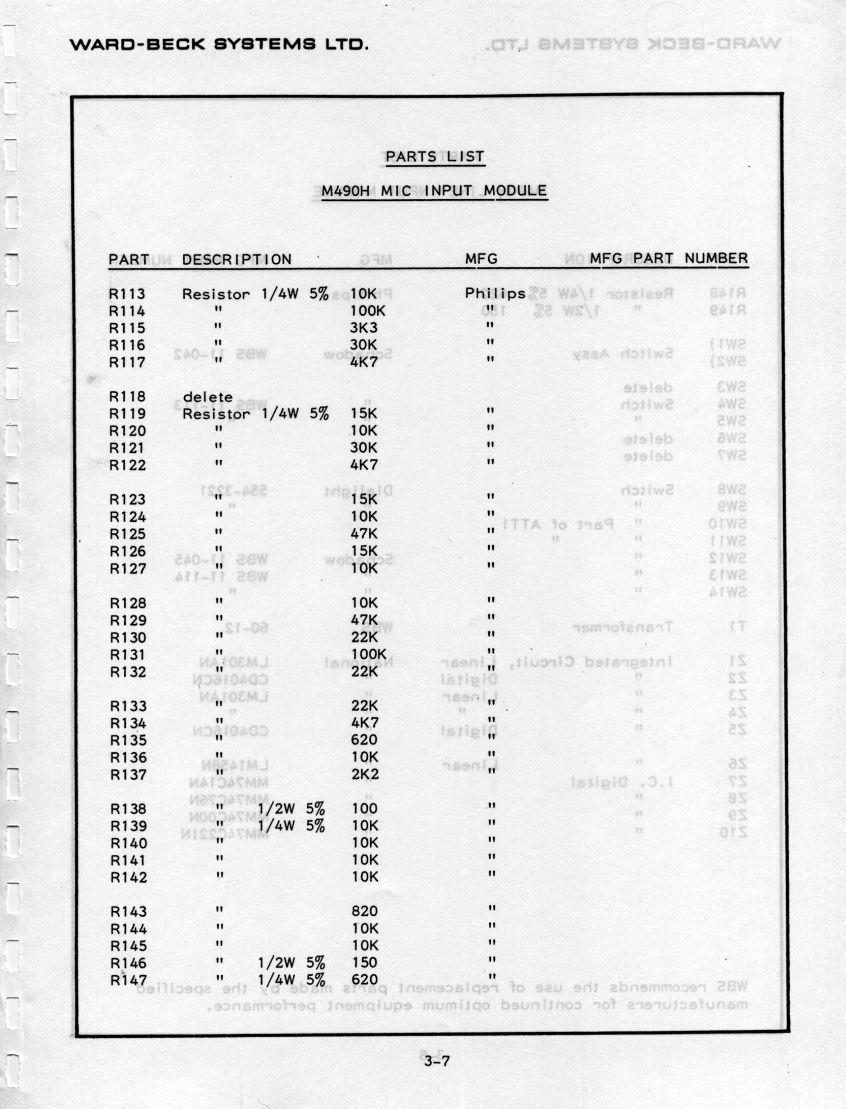 WARD-BECK SYSTEMS LTD.
PARTS LIST
M490H MIC INPUT MODULE
PART DESCRIPTION MFG MFG PART NUMBER
R113 Resistor 1/4W 5% 10K Philips
R114 " 100K "
R115 " 3K3 "
R116 " 30K "
R117 " 4K7 "
R118 delete
R119 Resistor 1/4W 5% 15K "
R120 " 10K "
R121 " 30K "
R122 " 4K7 "
R123 " 15K "
R124 " 10K "
R125 " 47K "
R126 " 15K "
R127 " 10K "
R128 " 10K "
R129 " 47K "
R130 " 22K "
R131 " 100K "
R132 " 22K "
R133 " 22K "
R134 " 4K7 "
R135 " 620 "
R136 " 10K "
R137 " 2K2 "
R138 " 1/2W 5% 100 "
R139 " 1/4W 5% 10K "
R140 " 10K "
R141 " 10K "
R142 " 10K "
R143 " 820 "
R144 " 10K "
R145 " 10K "
R146 " 1/2W 5% 150 "
R147 " 1/4W 5% 620 "
3-7